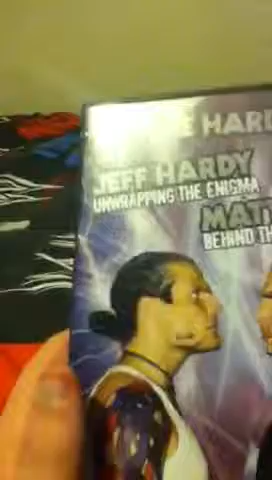 HARD
JEFF HARDY
UNWRAPPING THE ENIGMA
MATT
BEHIND TH